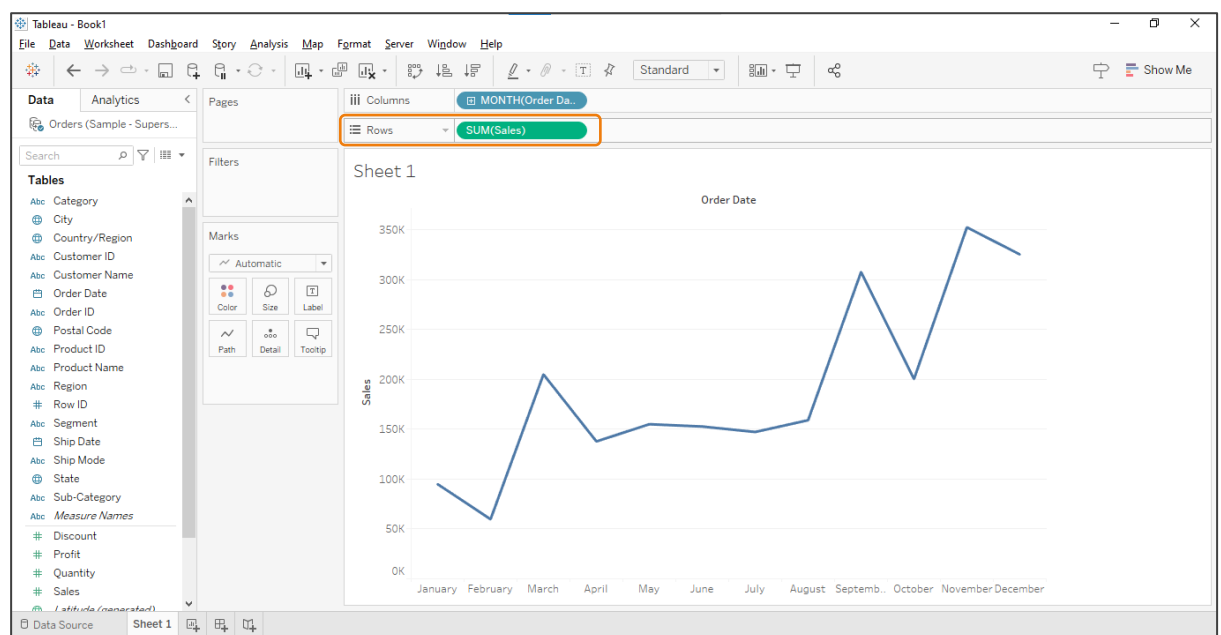 Tableau - Book1
File Data Worksheet Dashboard Story Analysis Map Format Server Window Help
Standard
Show Me
Data Analytics
Orders (Sample - Supers...
Search
Tables
Abc Category
City
Country/Region
Abc Customer ID
Abc Customer Name
Order Date
Abc Order ID
Postal Code
Abc Product ID
Abc Product Name
Abc Region
# Row ID
Abc Segment
Ship Date
Abc Ship Mode
State
Abc Sub-Category
Abc Measure Names
# Discount
# Profit
# Quantity
# Sales
Latitude (generated)
Pages
Filters
Marks
Automatic
Color Size Label
Path Detail Tooltip
Columns MONTH(Order Da..
Rows SUM(Sales)
Sheet 1
Order Date
350K
300K
250K
200K
150K
100K
50K
0K
Sales
January February March April May June July August Septemb.. October November December
Data Source Sheet 1